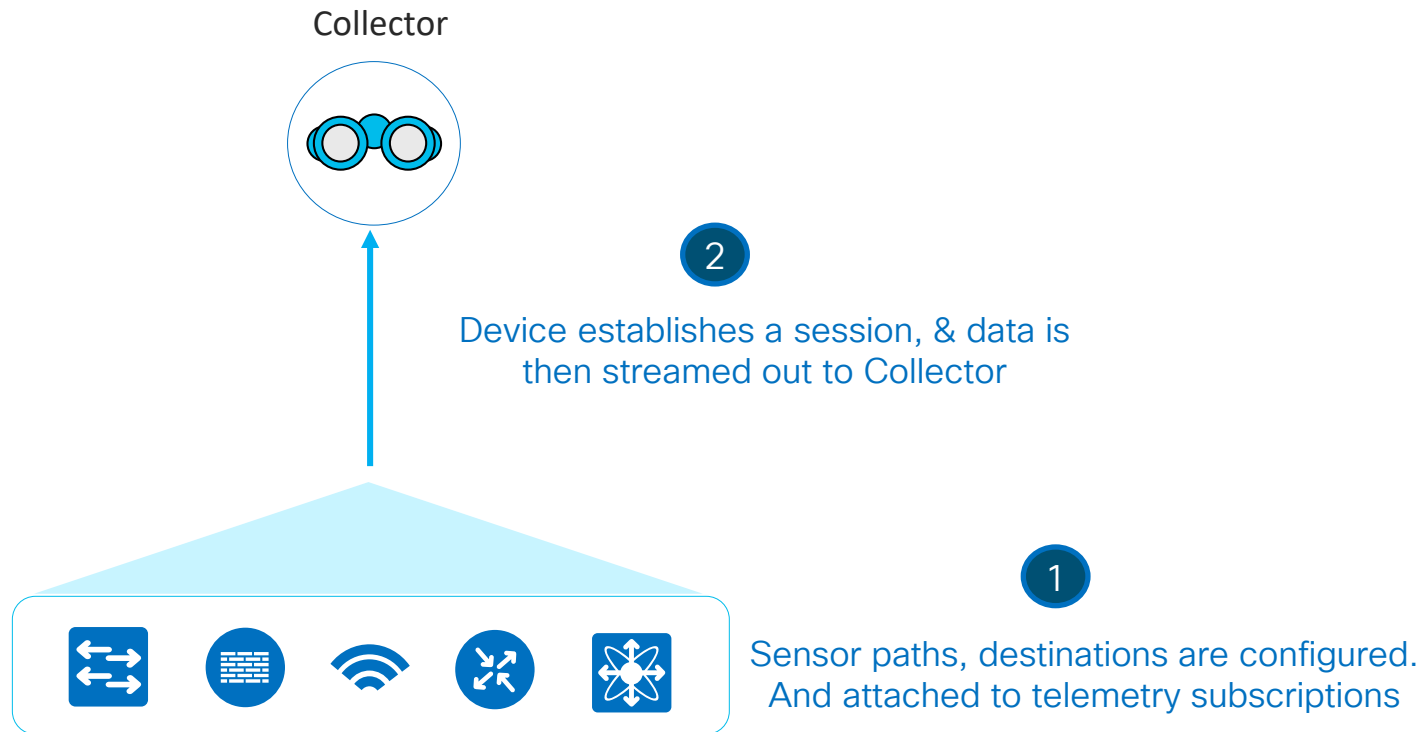 Collector
2
Device establishes a session, & data is
then streamed out to Collector
1
Sensor paths, destinations are configured.
And attached to telemetry subscriptions